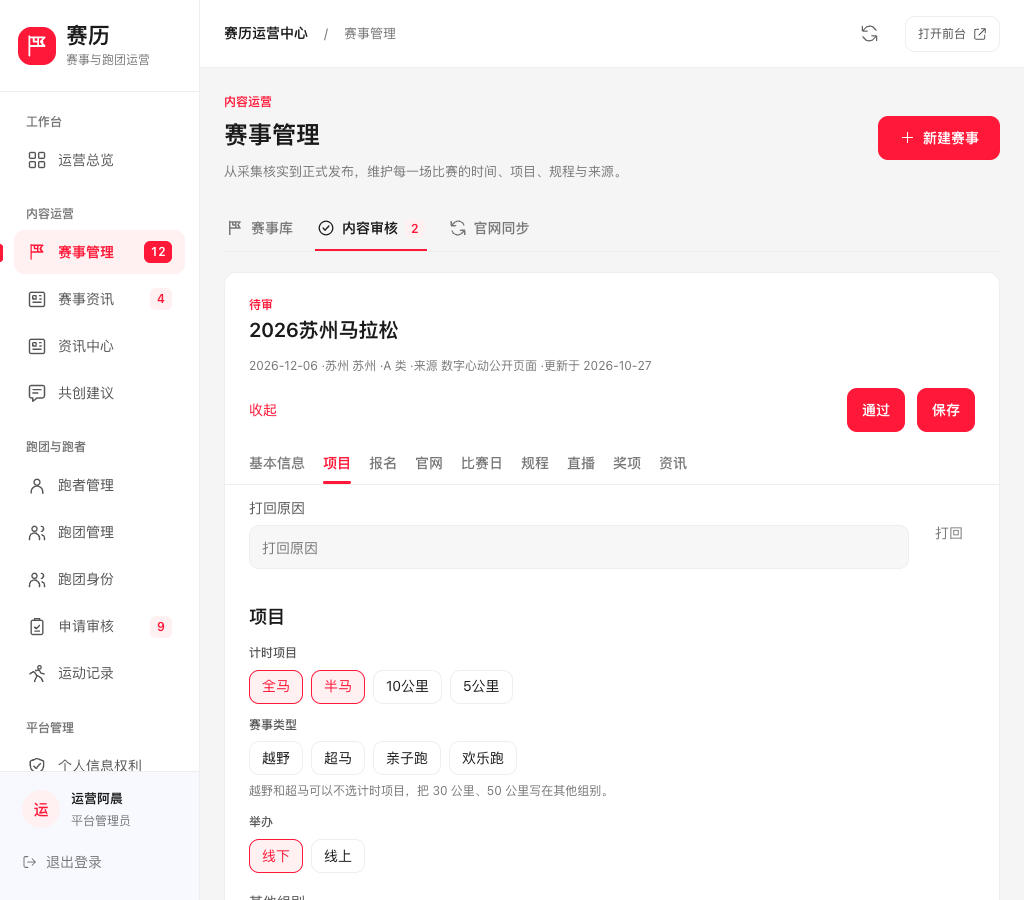 赛历
赛事与跑团运营
工作台
运营总览
内容运营
赛事管理 12
赛事资讯 4
资讯中心
共创建议
跑团与跑者
跑者管理
跑团管理
跑团身份
申请审核 9
运动记录
平台管理
个人信息权利
运 运营阿晨
平台管理员
退出登录
赛历运营中心 / 赛事管理
打开前台
内容运营
赛事管理
从采集核实到正式发布，维护每一场比赛的时间、项目、规程与来源。
新建赛事
赛事库 内容审核 2 官网同步
待审
2026苏州马拉松
2026-12-06 ·苏州 苏州 ·A 类 ·来源 数字心动公开页面 ·更新于 2026-10-27
收起 通过 保存
基本信息 项目 报名 官网 比赛日 规程 直播 奖项 资讯
打回原因
打回原因 打回
项目
计时项目
全马 半马 10公里 5公里
赛事类型
越野 超马 亲子跑 欢乐跑
越野和超马可以不选计时项目，把 30 公里、50 公里写在其他组别。
举办
线下 线上
其他组别